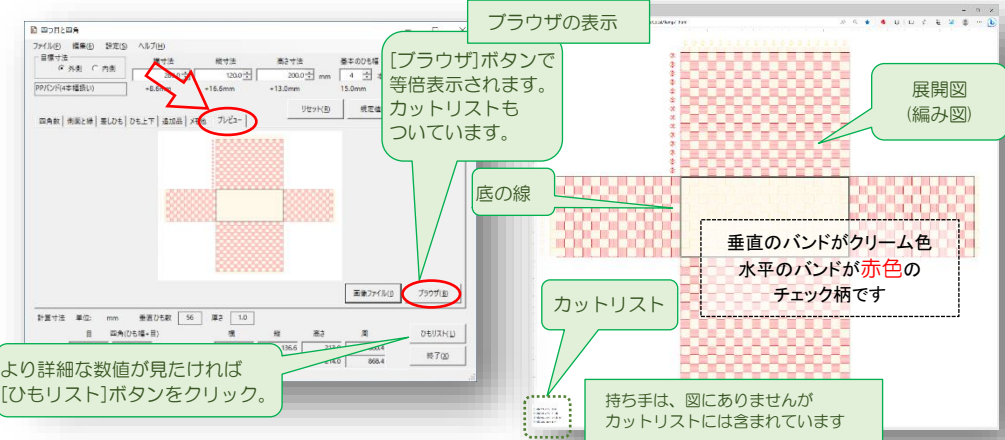 ブラウザの表示
四つ目と四角
ファイル(F) 編集(E) 設定(S) ヘルプ(H)
目標寸法
外側 内側
横寸法 縦寸法 高さ寸法 基本のひも幅
120.0 200.0 mm 4
PPバンド(4本幅扱い) +8.6mm +16.6mm +13.0mm 15.0mm
リセット(R)
四角数 側面と縁 差しひも ひも上下 追加品 プレビュー
[ブラウザ]ボタンで
等倍表示されます。
カットリストも
ついています。
展開図
(編み図)
底の線
垂直のバンドがクリーム色
水平のバンドが赤色の
チェック柄です
画像ファイル(I) ブラウザ(B)
カットリスト
計算寸法 単位: mm 垂直ひも数 56 厚さ 1.0
目 四角(ひも幅+目) 横 縦 高さ 周
136.6
868.4
ひもリスト(L)
終了(X)
より詳細な数値が見たければ
[ひもリスト]ボタンをクリック。
持ち手は、図にありませんが
カットリストには含まれています